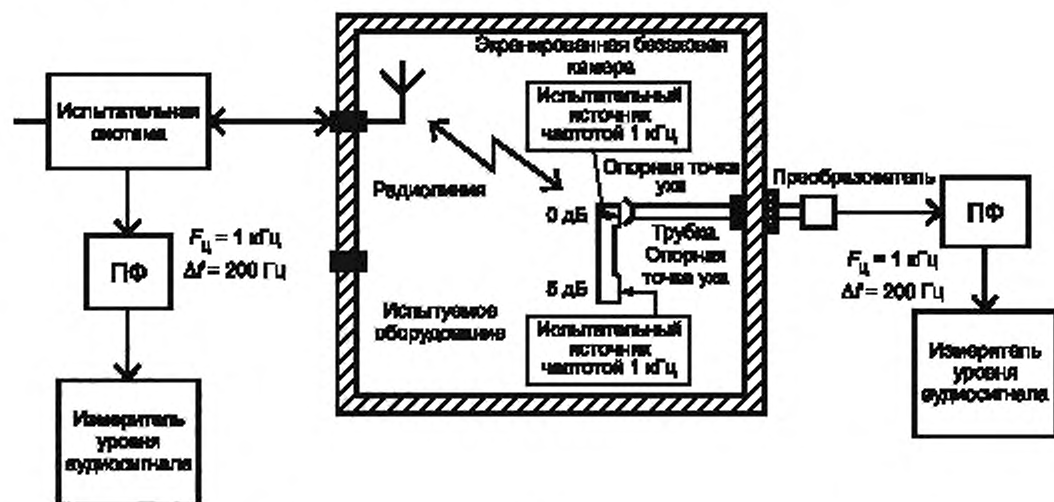 Испытательная
система
ПФ
Fц = 1 кГц
Δf = 200 Гц
Измеритель
уровня
аудиосигнала
Экранированная безэховая
камера
Испытательный
источник
частотой 1 кГц
Радиолиния
Опорная точка
уха
0 дБ
Трубка
Опорная
точка уха
5 дБ
Испытуемое
оборудование
Испытательный
источник
частотой 1 кГц
Преобразователь
ПФ
Fц = 1 кГц
Δf = 200 Гц
Измеритель
уровня
аудиосигнала